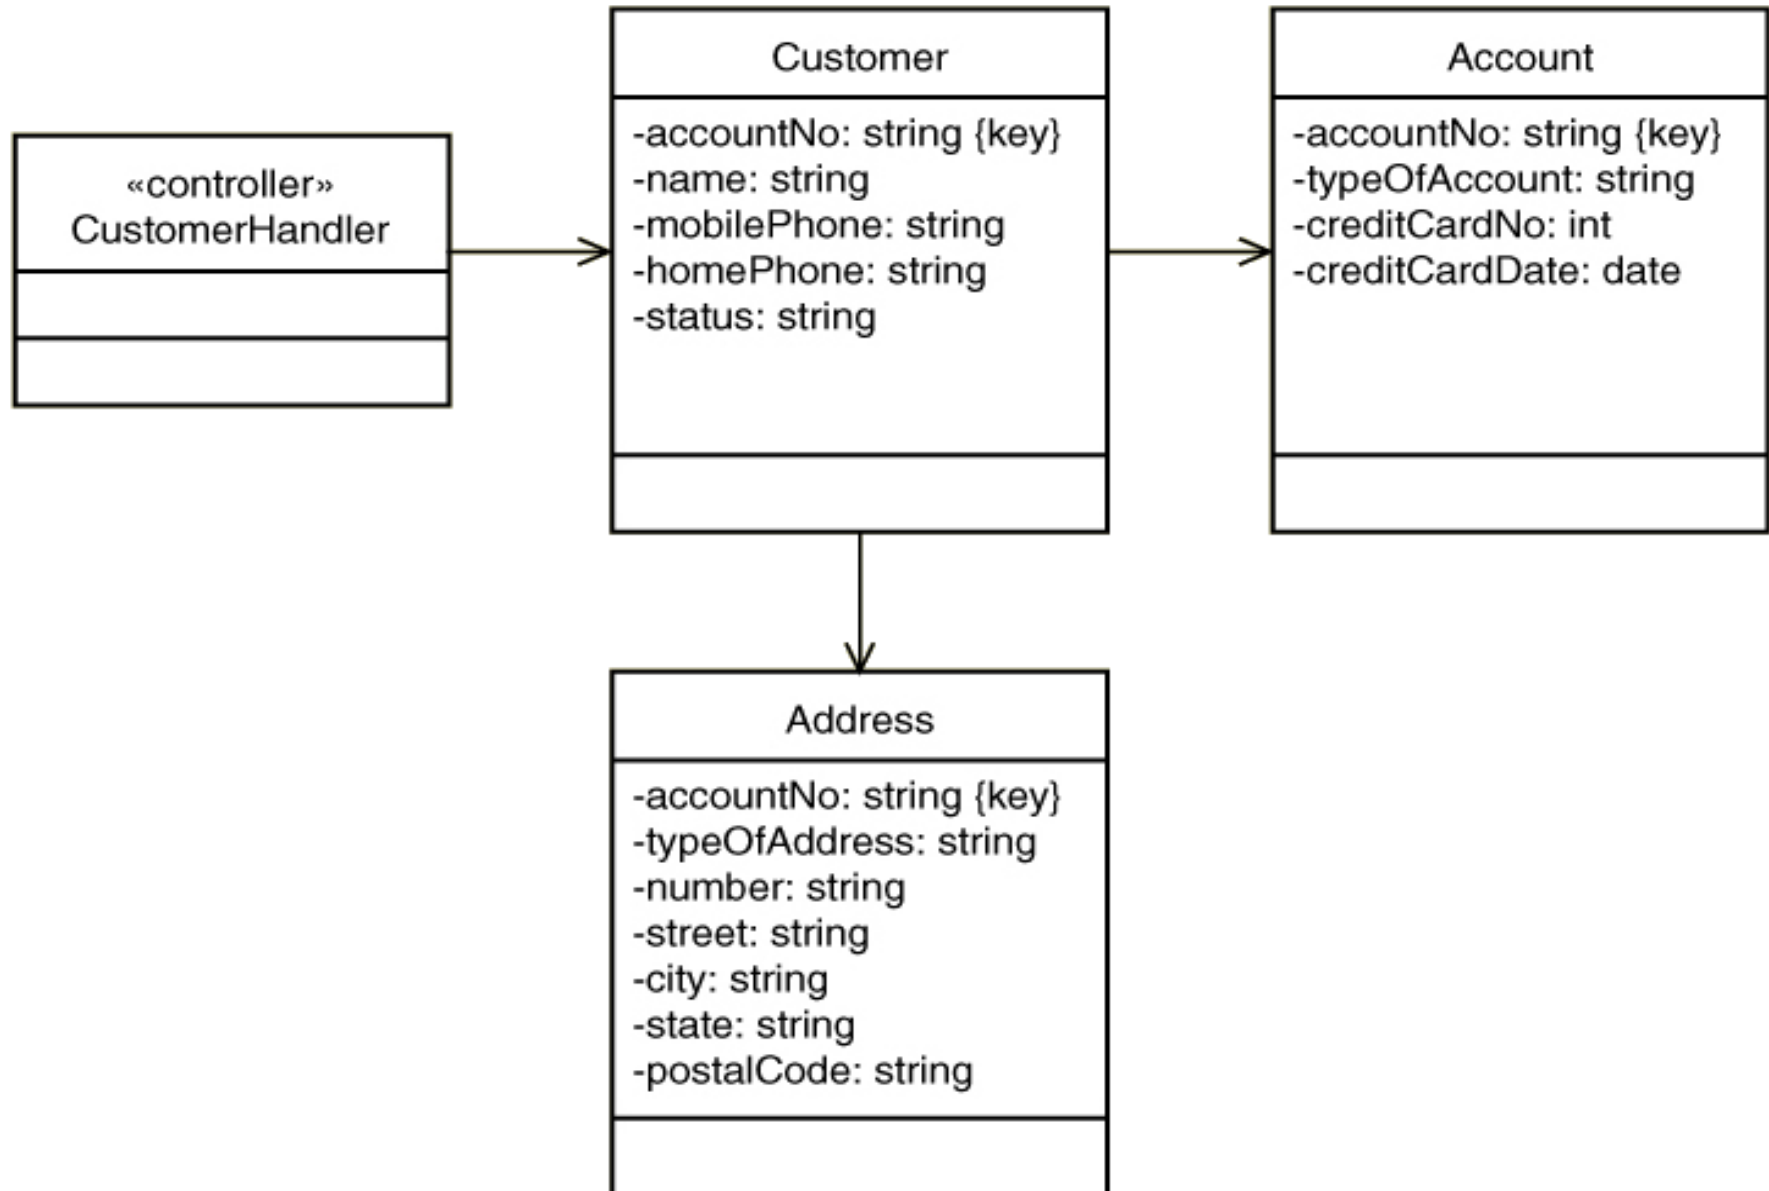 «controller»
CustomerHandler
Customer
-accountNo: string {key}
-name: string
-mobilePhone: string
-homePhone: string
-status: string
Account
-accountNo: string {key}
-typeOfAccount: string
-creditCardNo: int
-creditCardDate: date
Address
-accountNo: string {key}
-typeOfAddress: string
-number: string
-street: string
-city: string
-state: string
-postalCode: string